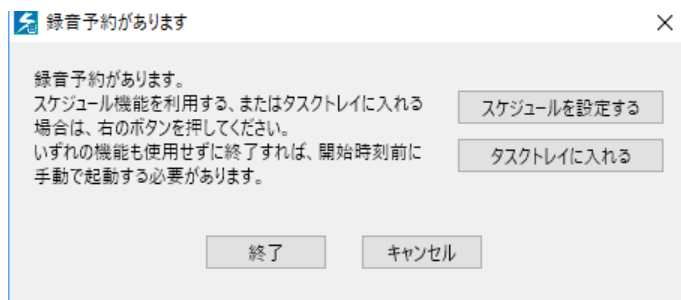 録音予約があります
録音予約があります。
スケジュール機能を利用する、またはタスクトレイに入れる
場合は、右のボタンを押してください。
いずれの機能も使用せずに終了すれば、開始時刻前に
手動で起動する必要があります。
スケジュールを設定する
タスクトレイに入れる
終了
キャンセル